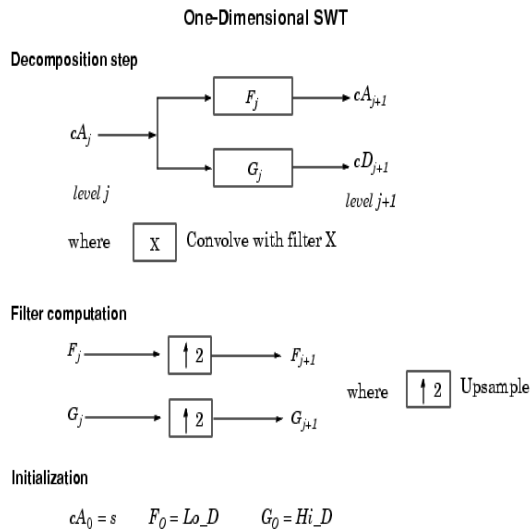 One-Dimensional SWT
Decomposition step
F_j
cA_{j+1}
cA_j
G_j
cD_{j+1}
level j
level j+1
where X Convolve with filter X
Filter computation
F_j ↑ 2 F_{j+1}
where ↑ 2 Upsample
G_j ↑ 2 G_{j+1}
Initialization
cA_0 = s F_0 = Lo_D G_0 = Hi_D